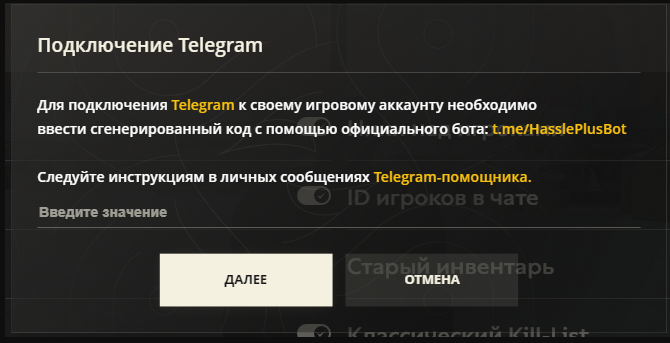 Подключение Telegram
Для подключения Telegram к своему игровому аккаунту необходимо
ввести сгенерированный код с помощью официального бота: t.me/HasslePlusBot
Следуйте инструкциям в личных сообщениях Telegram-помощника.
ID игроков в чате
Введите значение
Старый инвентарь
ДАЛЕЕ
ОТМЕНА
Классический Kill-List